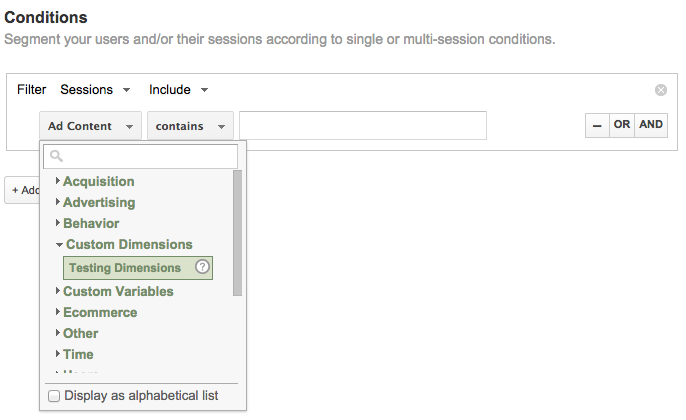 Conditions
Segment your users and/or their sessions according to single or multi-session conditions.
Filter Sessions Include
Ad Content contains – OR AND
+ Add
Acquisition
Advertising
Behavior
Custom Dimensions
Testing Dimensions ?
Custom Variables
Ecommerce
Other
Time
Display as alphabetical list